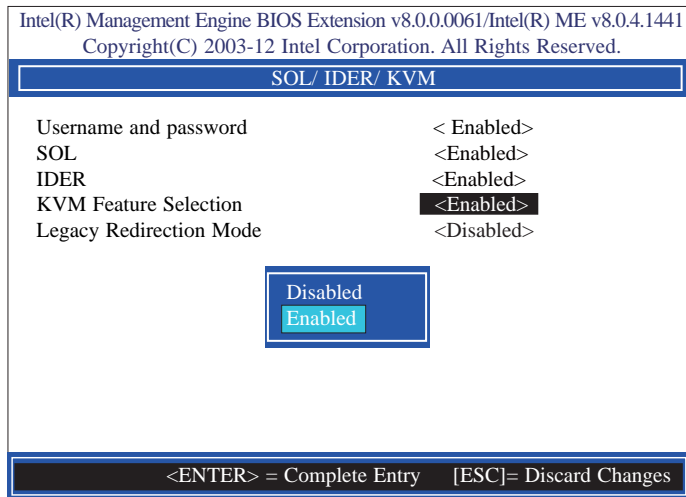 Intel(R) Management Engine BIOS Extension v8.0.0.0061/Intel(R) ME v8.0.4.1441
Copyright(C) 2003-12 Intel Corporation. All Rights Reserved.
SOL/ IDER/ KVM
Username and password < Enabled>
SOL <Enabled>
IDER <Enabled>
KVM Feature Selection <Enabled>
Legacy Redirection Mode <Disabled>
Disabled
Enabled
<ENTER> = Complete Entry [ESC]= Discard Changes